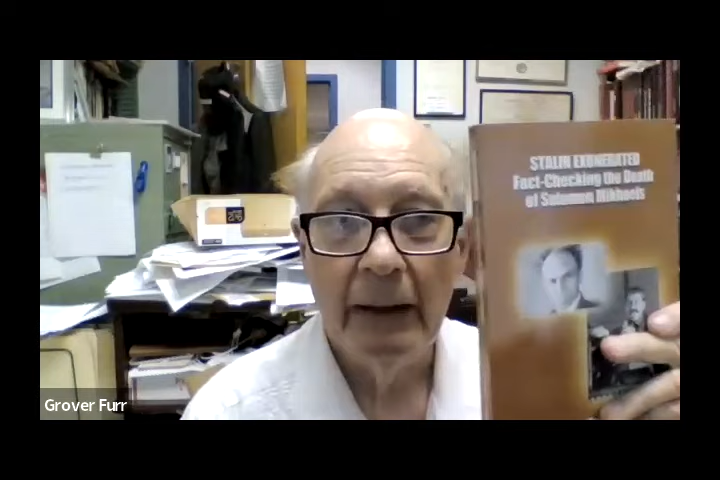 STALIN EXONERATED
Fact-Checking the Death
of Solomon Mikhoels
Grover Furr